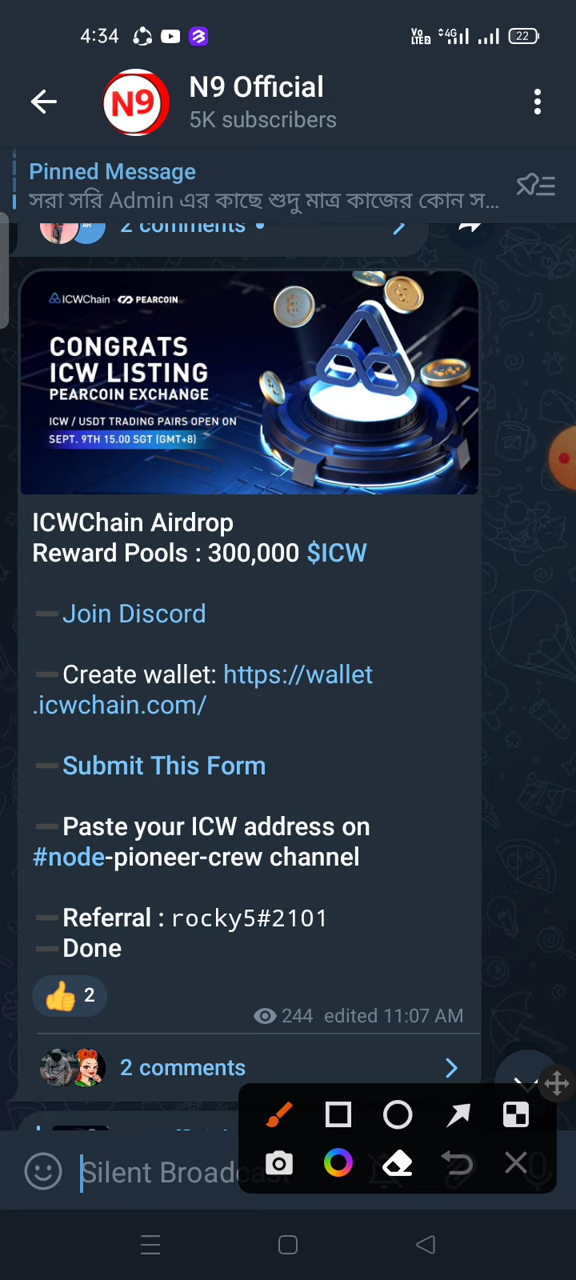 4:34
Vo
LTE2
4G
22
N9
N9 Official
5K subscribers
Pinned Message
সরা সরি Admin এর কাছে শুদু মাত্র কাজের কোন স...
2 comments
ICWChain · PEARCOIN
CONGRATS
ICW LISTING
PEARCOIN EXCHANGE
ICW / USDT TRADING PAIRS OPEN ON
SEPT. 9TH 15.00 SGT (GMT+8)
ICWChain Airdrop
Reward Pools : 300,000 $ICW
➖Join Discord
➖Create wallet: https://wallet
.icwchain.com/
➖Submit This Form
➖Paste your ICW address on
#node-pioneer-crew channel
➖Referral : rocky5#2101
➖Done
👍 2
244 edited 11:07 AM
2 comments
Silent Broadcast